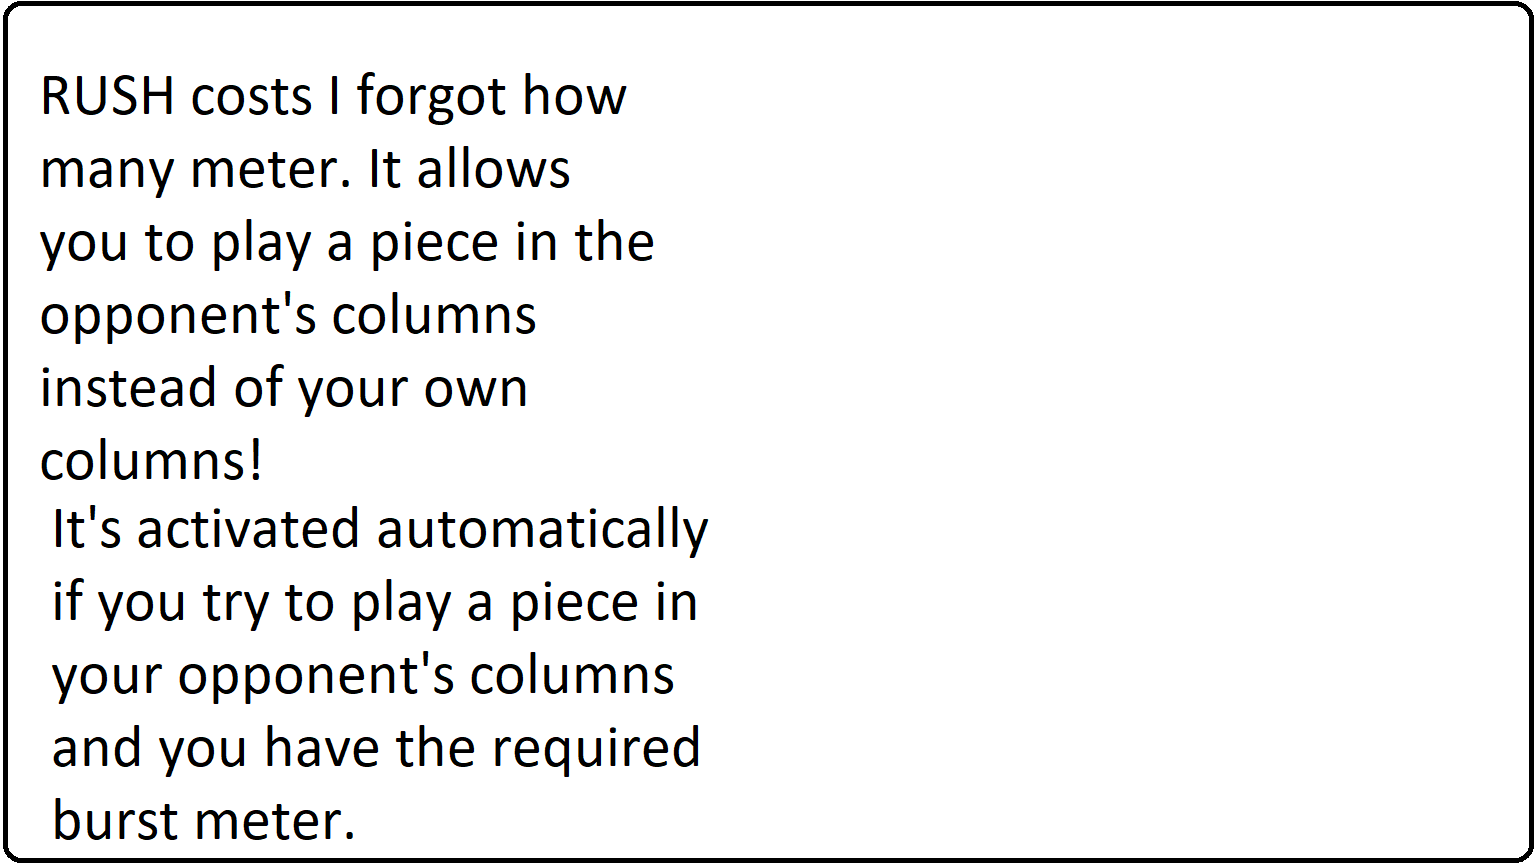 RUSH costs I forgot how
many meter. It allows
you to play a piece in the
opponent's columns
instead of your own
columns!
It's activated automatically
if you try to play a piece in
your opponent's columns
and you have the required
burst meter.